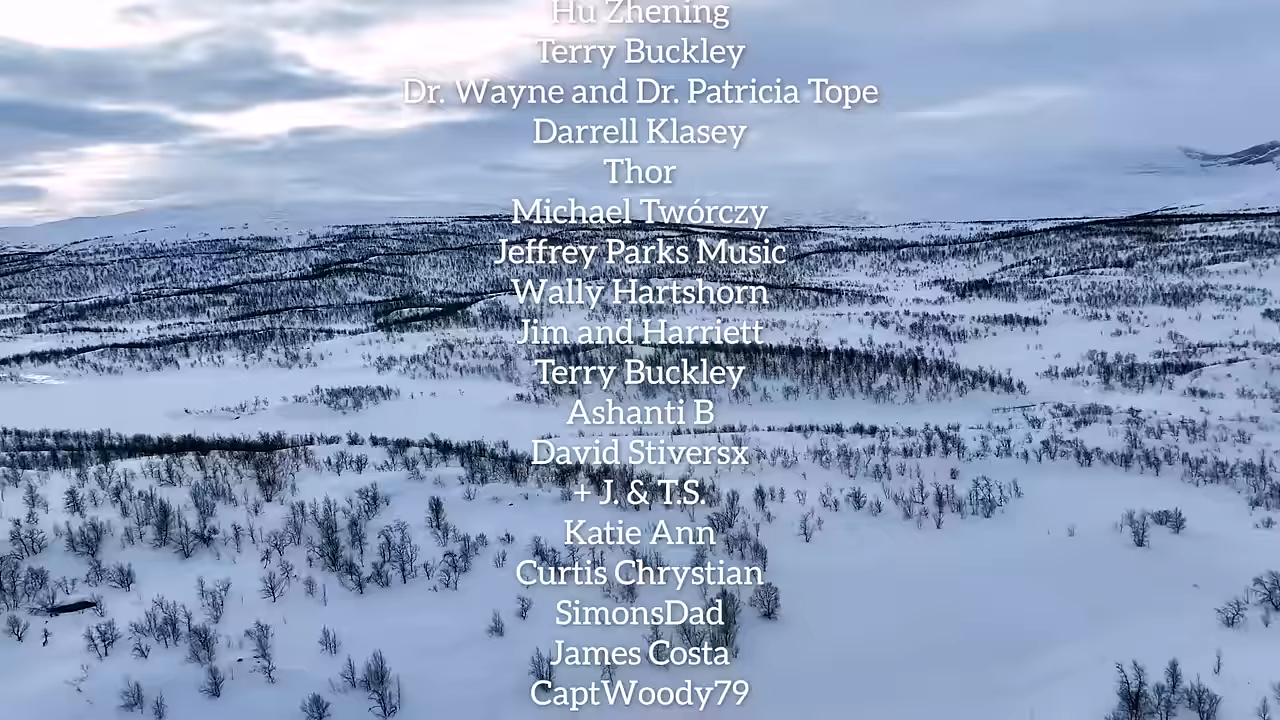 Hu Zhening
Terry Buckley
Dr. Wayne and Dr. Patricia Tope
Darrell Klasey
Thor
Michael Twórczy
Jeffrey Parks Music
Wally Hartshorn
Jim and Harriett
Terry Buckley
Ashanti B
David Stiversx
+ J. & T.S.
Katie Ann
Curtis Chrystian
SimonsDad
James Costa
CaptWoody79